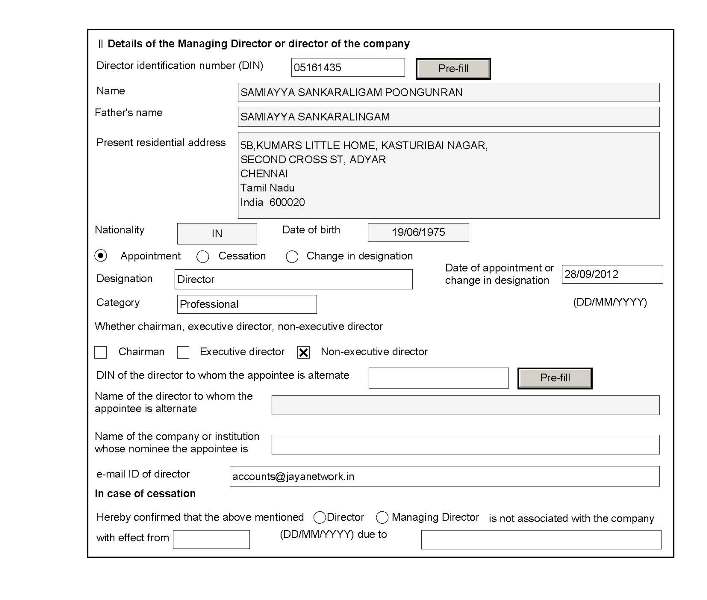 II Details of the Managing Director or director of the company
Director identification number (DIN) 05161435 Pre-fill
Name SAMIAYYA SANKARALIGAM POONGUNRAN
Father's name SAMIAYYA SANKARALINGAM
Present residential address 5B,KUMARS LITTLE HOME, KASTURIBAI NAGAR,
SECOND CROSS ST, ADYAR
CHENNAI
Tamil Nadu
India 600020
Nationality IN Date of birth 19/06/1975
Appointment Cessation Change in designation
Designation Director Date of appointment or change in designation 28/09/2012
Category Professional (DD/MM/YYYY)
Whether chairman, executive director, non-executive director
Chairman Executive director Non-executive director
DIN of the director to whom the appointee is alternate Pre-fill
Name of the director to whom the
appointee is alternate
Name of the company or institution
whose nominee the appointee is
e-mail ID of director accounts@jayanetwork.in
In case of cessation
Hereby confirmed that the above mentioned Director Managing Director is not associated with the company
with effect from (DD/MM/YYYY) due to